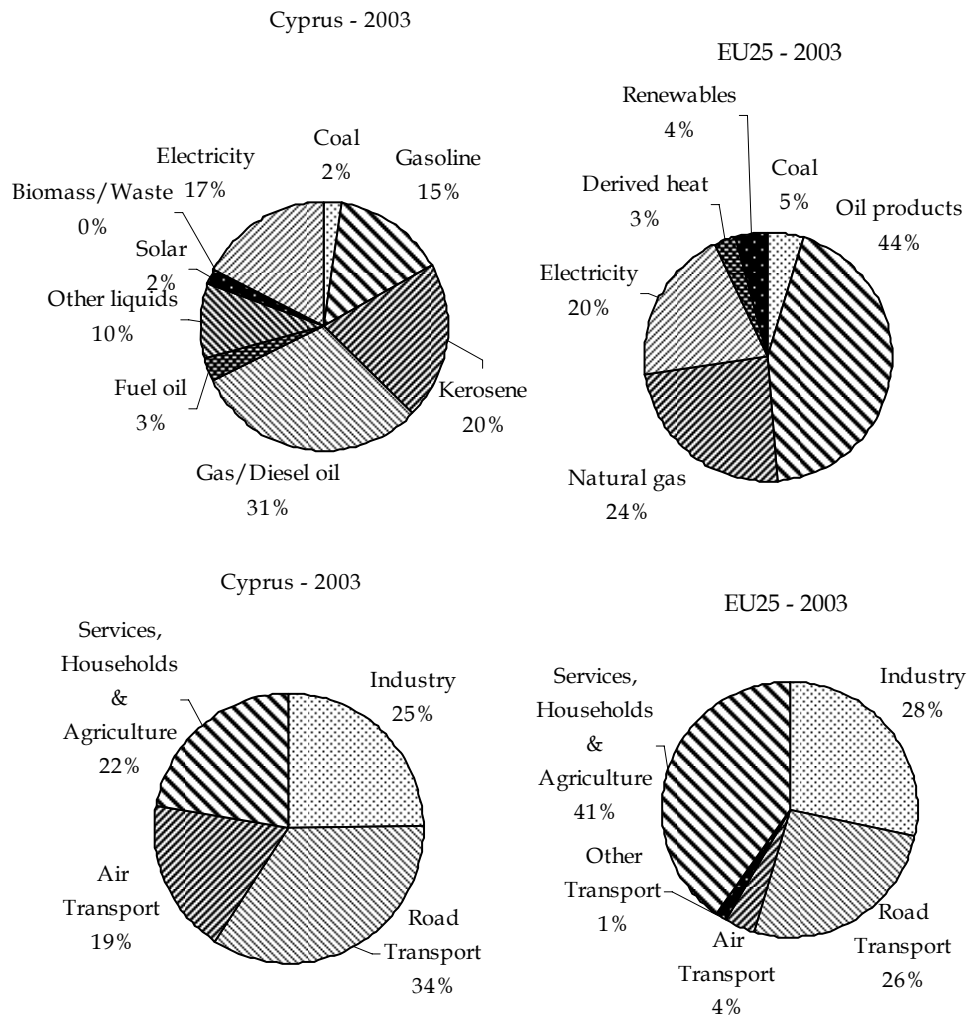 Cyprus - 2003
Coal
2%
Gasoline
15%
Kerosene
20%
Gas/Diesel oil
31%
Fuel oil
3%
Other liquids
10%
Solar
2%
Biomass/Waste
0%
Electricity
17%
EU25 - 2003
Renewables
4%
Coal
5%
Oil products
44%
Natural gas
24%
Electricity
20%
Derived heat
3%
Cyprus - 2003
Services,
Households
&
Agriculture
22%
Industry
25%
Road
Transport
34%
Air
Transport
19%
EU25 - 2003
Services,
Households
&
Agriculture
41%
Industry
28%
Road
Transport
26%
Air
Transport
4%
Other
Transport
1%